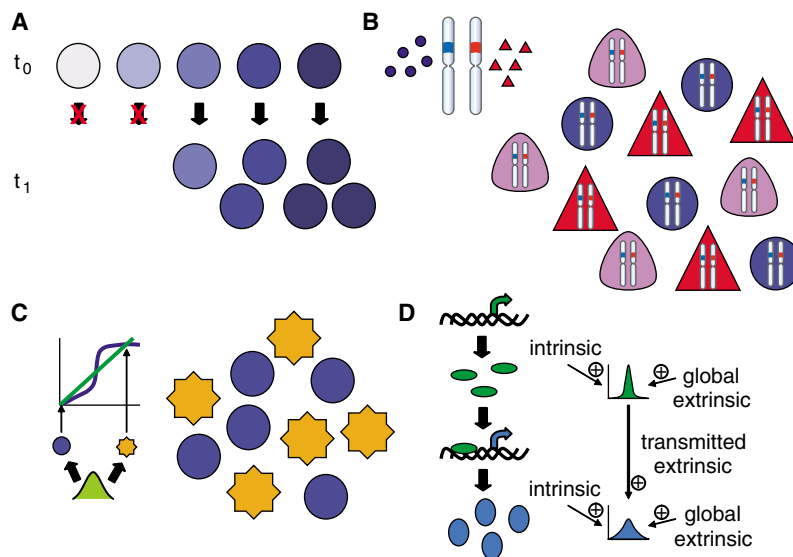 A
t0
t1
B
C
D
intrinsic
global
extrinsic
transmitted
extrinsic
intrinsic
global
extrinsic